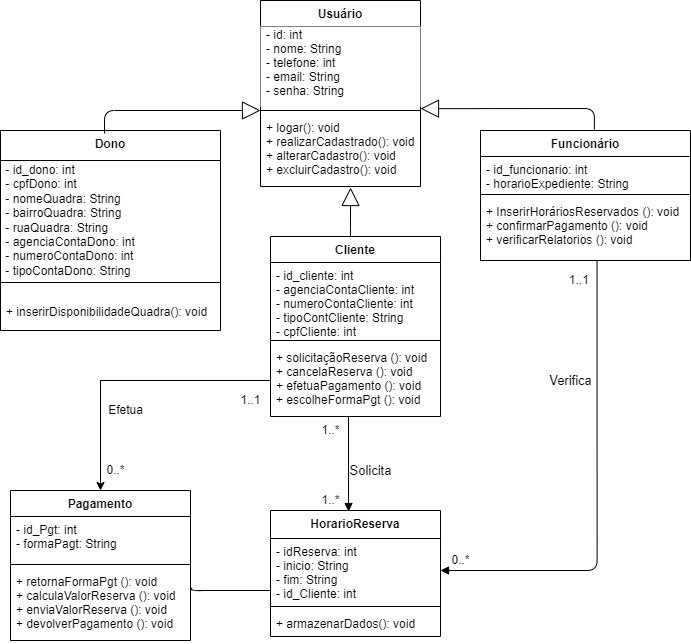 Usuário
- id: int
- nome: String
- telefone: int
- email: String
- senha: String
+ logar(): void
+ realizarCadastrado(): void
+ alterarCadastro(): void
+ excluirCadastro(): void
Dono
- id_dono: int
- cpfDono: int
- nomeQuadra: String
- bairroQuadra: String
- ruaQuadra: String
- agenciaContaDono: int
- numeroContaDono: int
- tipoContaDono: String
+ inserirDisponibilidadeQuadra(): void
Funcionário
- id_funcionario: int
- horarioExpediente: String
+ InserirHoráriosReservados (): void
+ confirmarPagamento (): void
+ verificarRelatorios (): void
Cliente
- id_cliente: int
- agenciaContaCliente: int
- numeroContaCliente: int
- tipoContCliente: String
- cpfCliente: int
+ solicitaçãoReserva (): void
+ cancelaReserva (): void
+ efetuaPagamento (): void
+ escolheFormaPgt (): void
1..1
Verifica
0..*
1..1
Efetua
0..*
1..*
Solicita
1..*
Pagamento
- id_Pgt: int
- formaPagt: String
+ retornaFormaPgt (): void
+ calculaValorReserva (): void
+ enviaValorReserva (): void
+ devolverPagamento (): void
HorarioReserva
- idReserva: int
- inicio: String
- fim: String
- id_Cliente: int
+ armazenarDados(): void